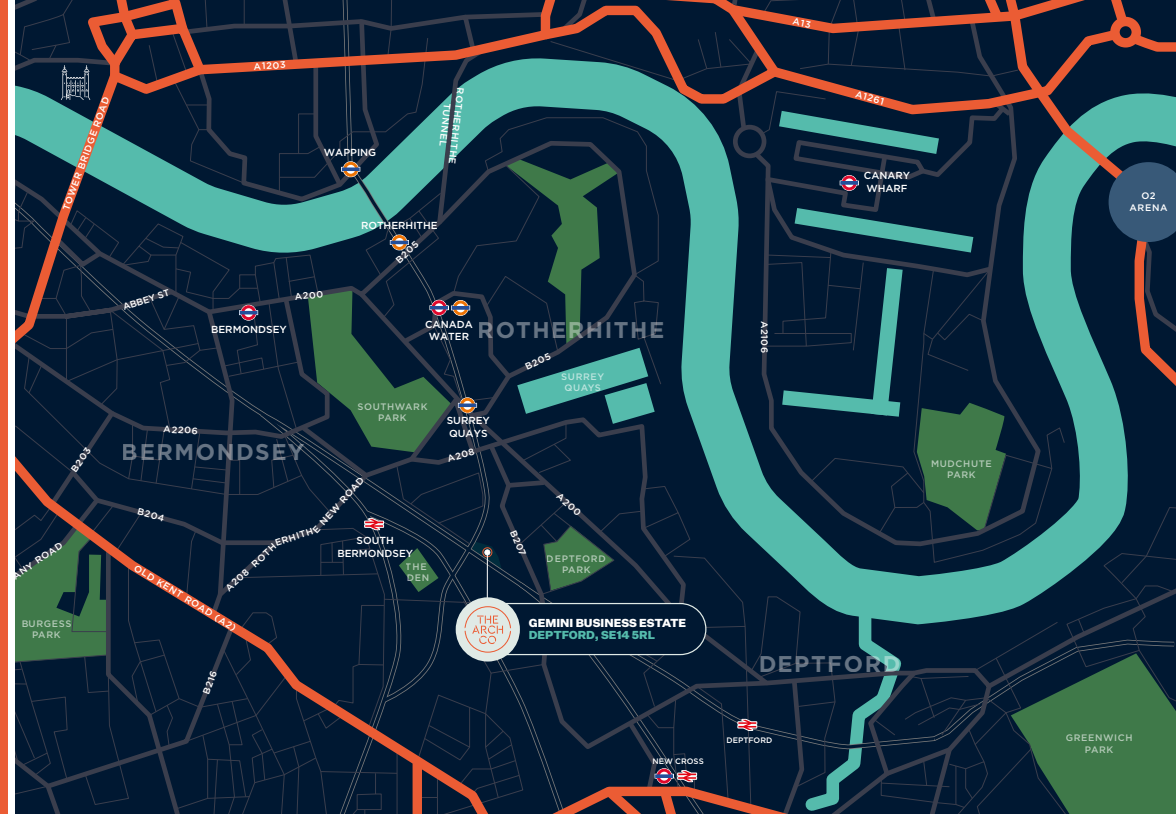 A13
A1203
A1261
ROTHERHITHE
TUNNEL
TOWER BRIDGE ROAD
WAPPING
CANARY
WHARF
O2
ARENA
ROTHERHITHE
B205
ABBEY ST
A200
BERMONDSEY
CANADA
WATER
ROTHERHITHE
A2106
B205
SURREY
QUAYS
SOUTHWARK
PARK
SURREY
QUAYS
A2206
BERMONDSEY
B203
A208
MUDCHUTE
PARK
B204
A200
A208 ROTHERHITHE NEW ROAD
SOUTH
BERMONDSEY
B207
ANY ROAD
THE
DEN
DEPTFORD
PARK
OLD KENT ROAD (A2)
BURGESS
PARK
THE
ARCH
CO
GEMINI BUSINESS ESTATE
DEPTFORD, SE14 5RL
DEPTFORD
B216
DEPTFORD
GREENWICH
PARK
NEW CROSS